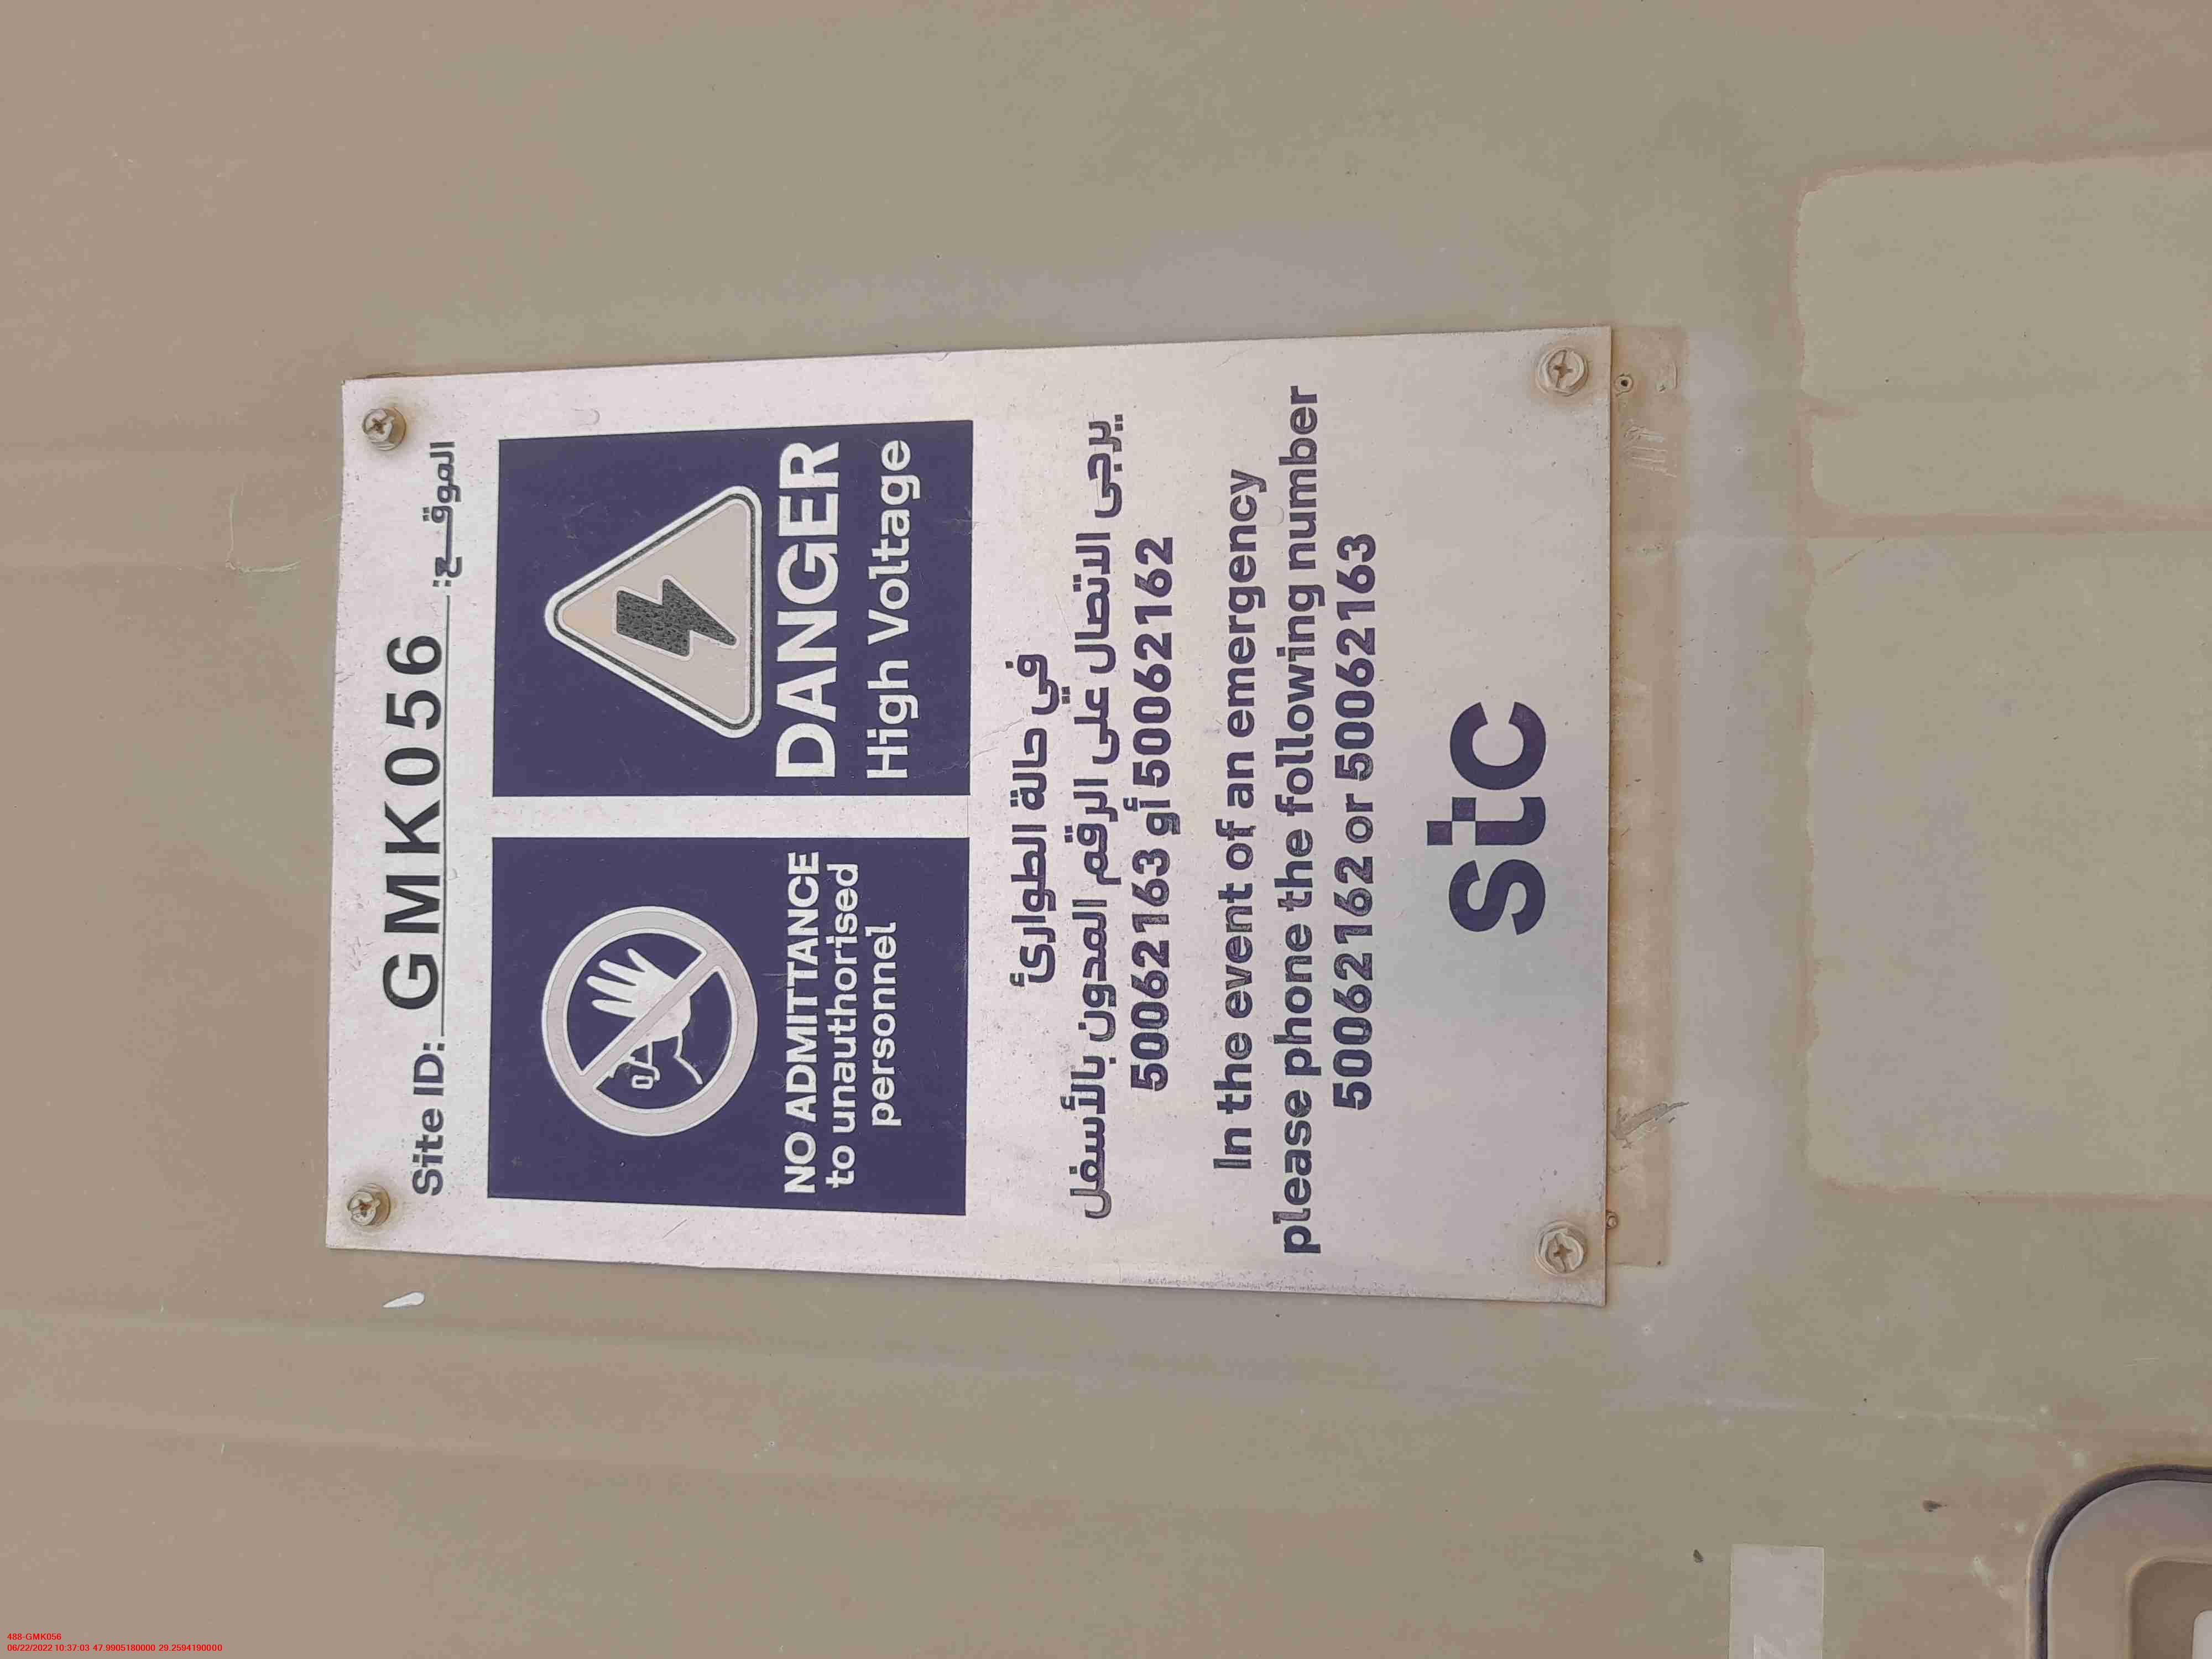 Site ID: GMK056 الموقــع:
NO ADMITTANCE
to unauthorised
personnel
DANGER
High Voltage
في حالة الطوارئ
يرجى الاتصال على الرقم المدون بالأسفل
50062162 أو 50062163
In the event of an emergency
please phone the following number
50062162 or 50062163
stc
488-GMK056
06/22/2022 10:37:03 47.9905180000 29.2594190000